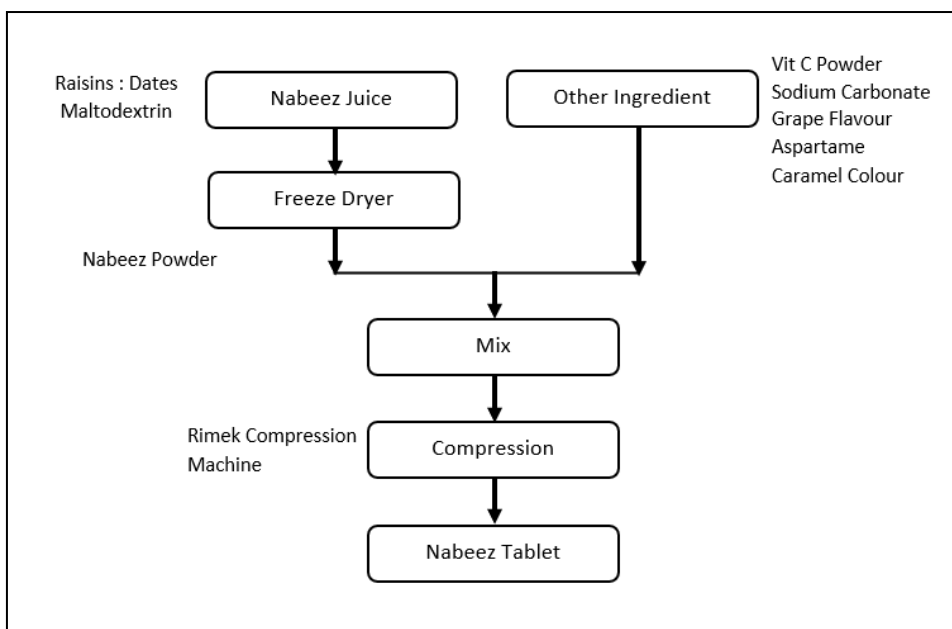 Raisins : Dates
Maltodextrin
Nabeez Juice
Other Ingredient
Vit C Powder
Sodium Carbonate
Grape Flavour
Aspartame
Caramel Colour
Freeze Dryer
Nabeez Powder
Mix
Rimek Compression
Machine
Compression
Nabeez Tablet